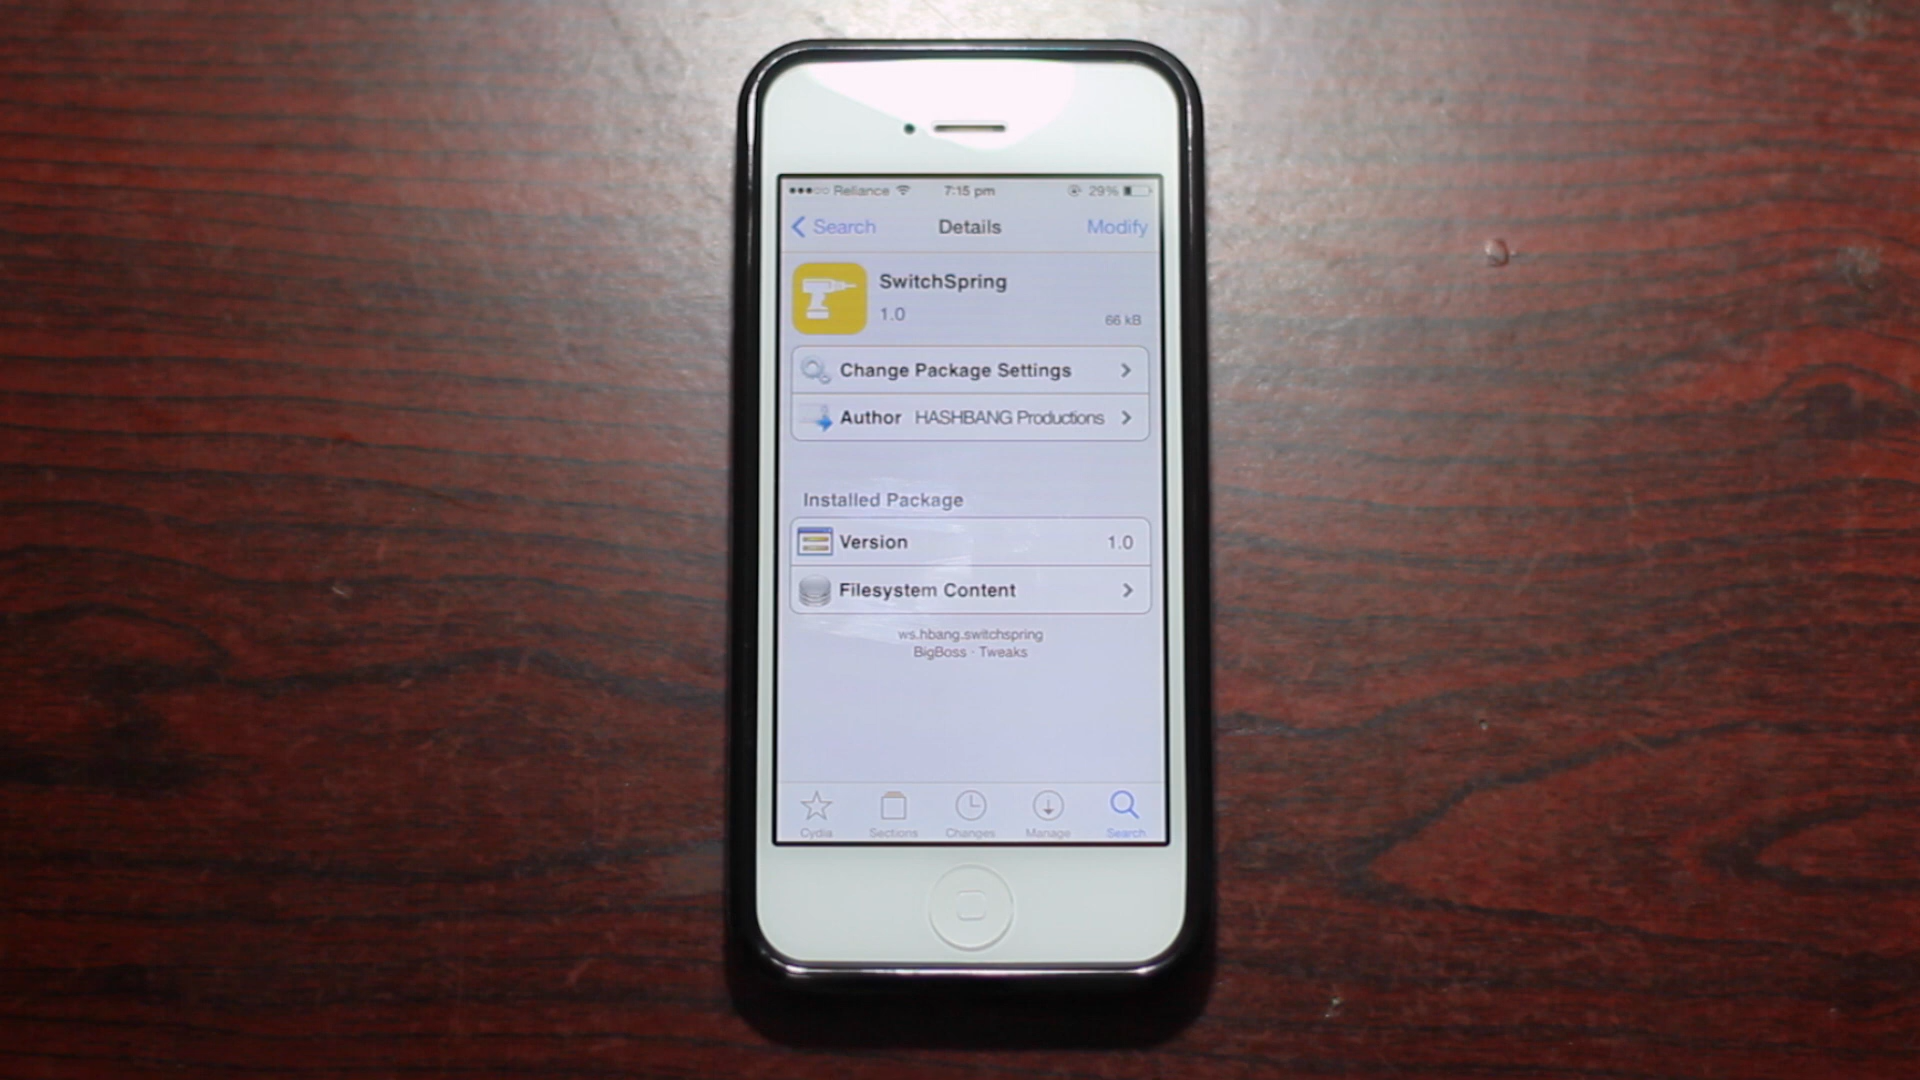 Reliance 7:15 pm 29%
Search Details Modify
SwitchSpring
1.0 66 kB
Change Package Settings
Author HASHBANG Productions
Installed Package
Version 1.0
Filesystem Content
ws.hbang.switchspring
BigBoss · Tweaks
Cydia Sections Changes Manage Search